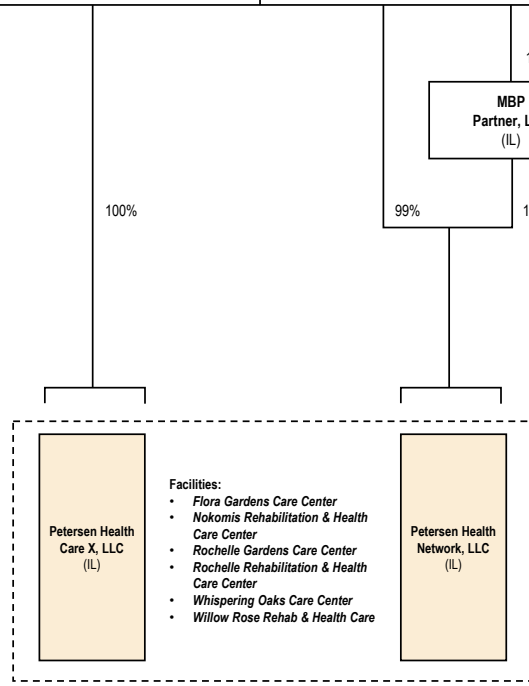 MBP
Partner, L
(IL)
100%
99%
1
Petersen Health
Care X, LLC
(IL)
Facilities:
• Flora Gardens Care Center
• Nokomis Rehabilitation & Health
Care Center
• Rochelle Gardens Care Center
• Rochelle Rehabilitation & Health
Care Center
• Whispering Oaks Care Center
• Willow Rose Rehab & Health Care
Petersen Health
Network, LLC
(IL)